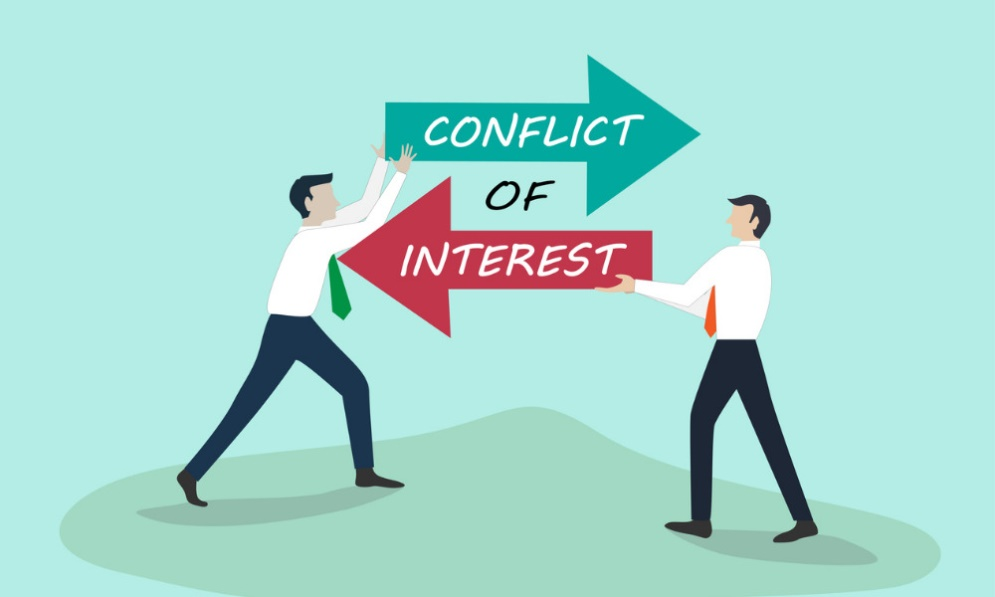 CONFLICT
OF
INTEREST